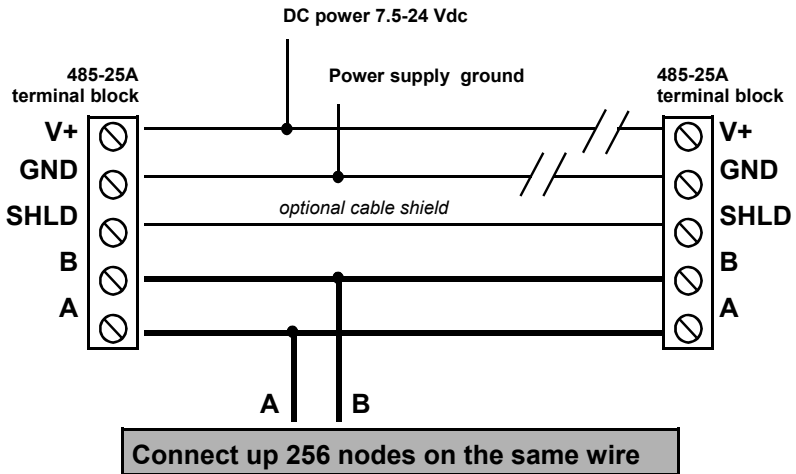 DC power 7.5-24 Vdc
485-25A
terminal block
Power supply ground
485-25A
terminal block
V+
V+
GND
GND
optional cable shield
SHLD
SHLD
B
B
A
A
A
B
Connect up 256 nodes on the same wire